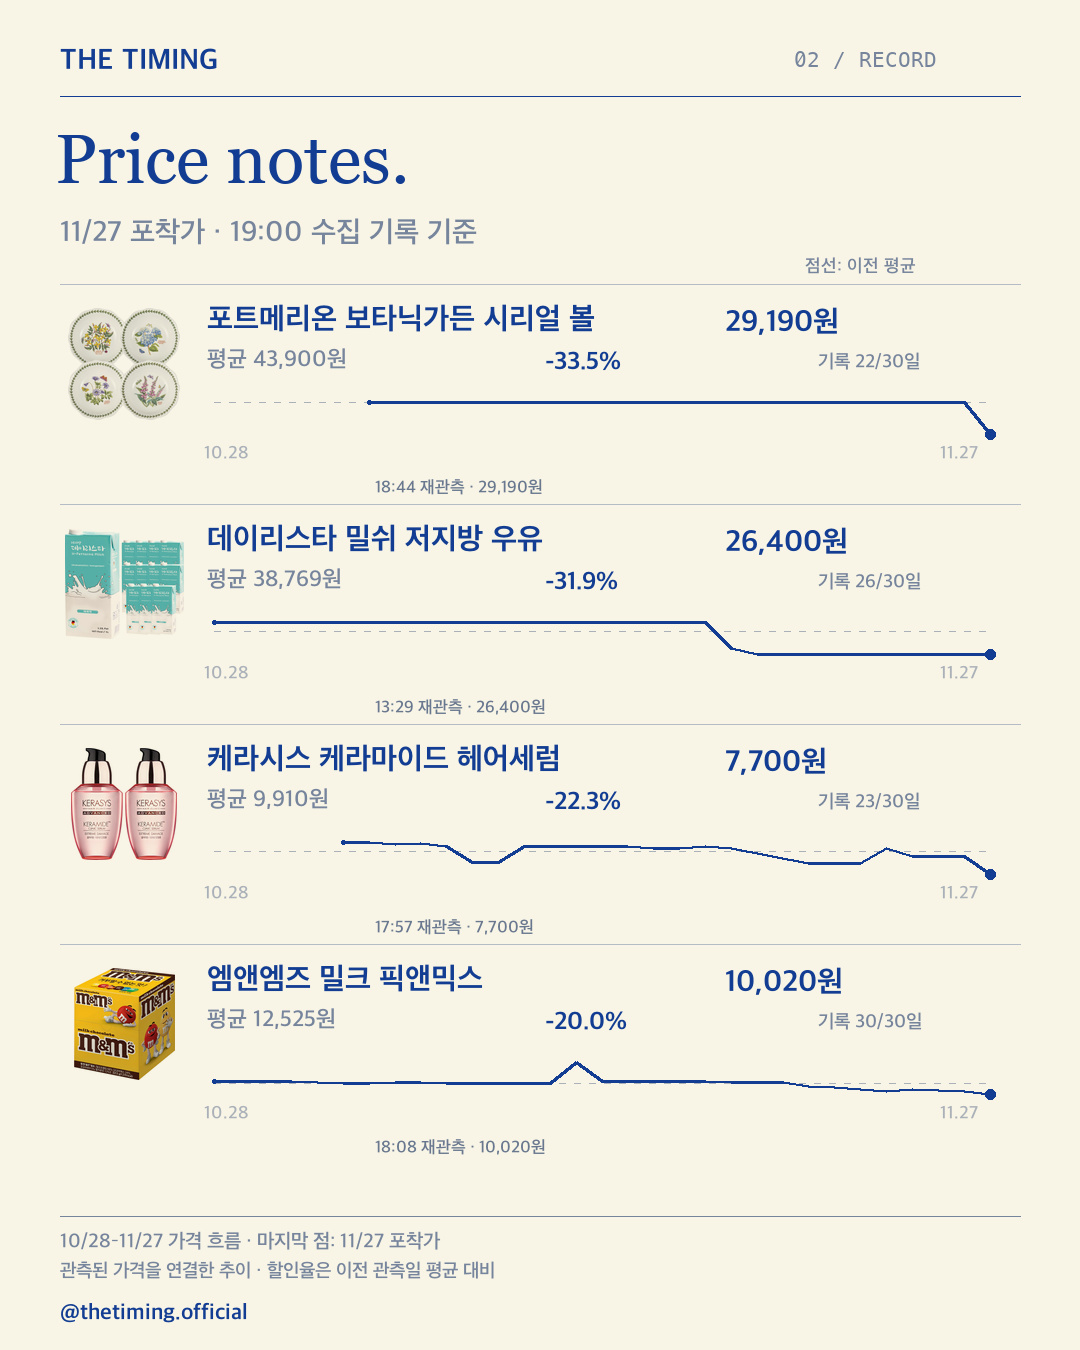 THE TIMING
02 / RECORD
Price notes.
11/27 포착가 · 19:00 수집 기록 기준
점선: 이전 평균
포트메리온 보타닉가든 시리얼 볼
29,190원
평균 43,900원
-33.5%
기록 22/30일
10.28
11.27
18:44 재관측 · 29,190원
데이리스타 밀쉬 저지방 우유
26,400원
평균 38,769원
-31.9%
기록 26/30일
10.28
11.27
13:29 재관측 · 26,400원
케라시스 케라마이드 헤어세럼
7,700원
평균 9,910원
-22.3%
기록 23/30일
KERASYS
KERASYS
ADVANCED
ADVANCED
KERAMIDE
KERAMIDE
10.28
11.27
17:57 재관측 · 7,700원
엠앤엠즈 밀크 픽앤믹스
10,020원
평균 12,525원
-20.0%
기록 30/30일
m&m's
m&m's
milk chocolate
m&m's
10.28
11.27
18:08 재관측 · 10,020원
10/28-11/27 가격 흐름 · 마지막 점: 11/27 포착가
관측된 가격을 연결한 추이 · 할인율은 이전 관측일 평균 대비
@thetiming.official